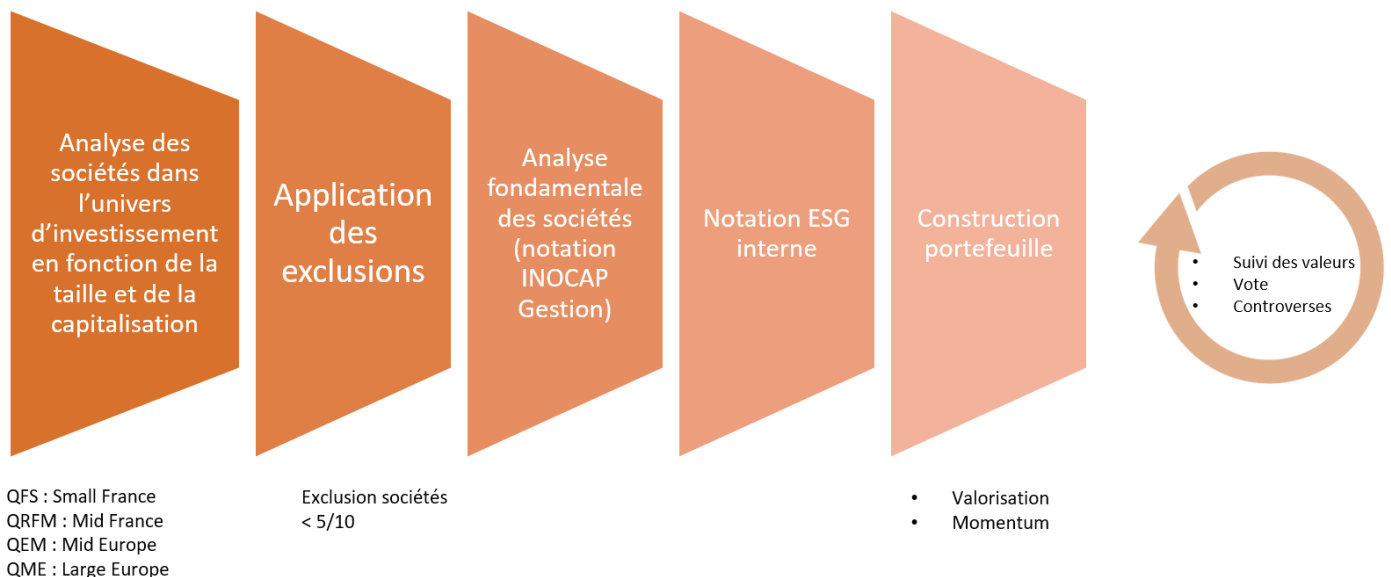 Analyse des
sociétés dans
l’univers
d’investissement
en fonction de la
taille et de la
capitalisation
Application
des
exclusions
Analyse
fondamentale
des sociétés
(notation
INOCAP
Gestion)
Notation ESG
interne
Construction
portefeuille
• Suivi des valeurs
• Vote
• Controverses
QFS : Small France
QRFM : Mid France
QEM : Mid Europe
QME : Large Europe
Exclusion sociétés
< 5/10
• Valorisation
• Momentum